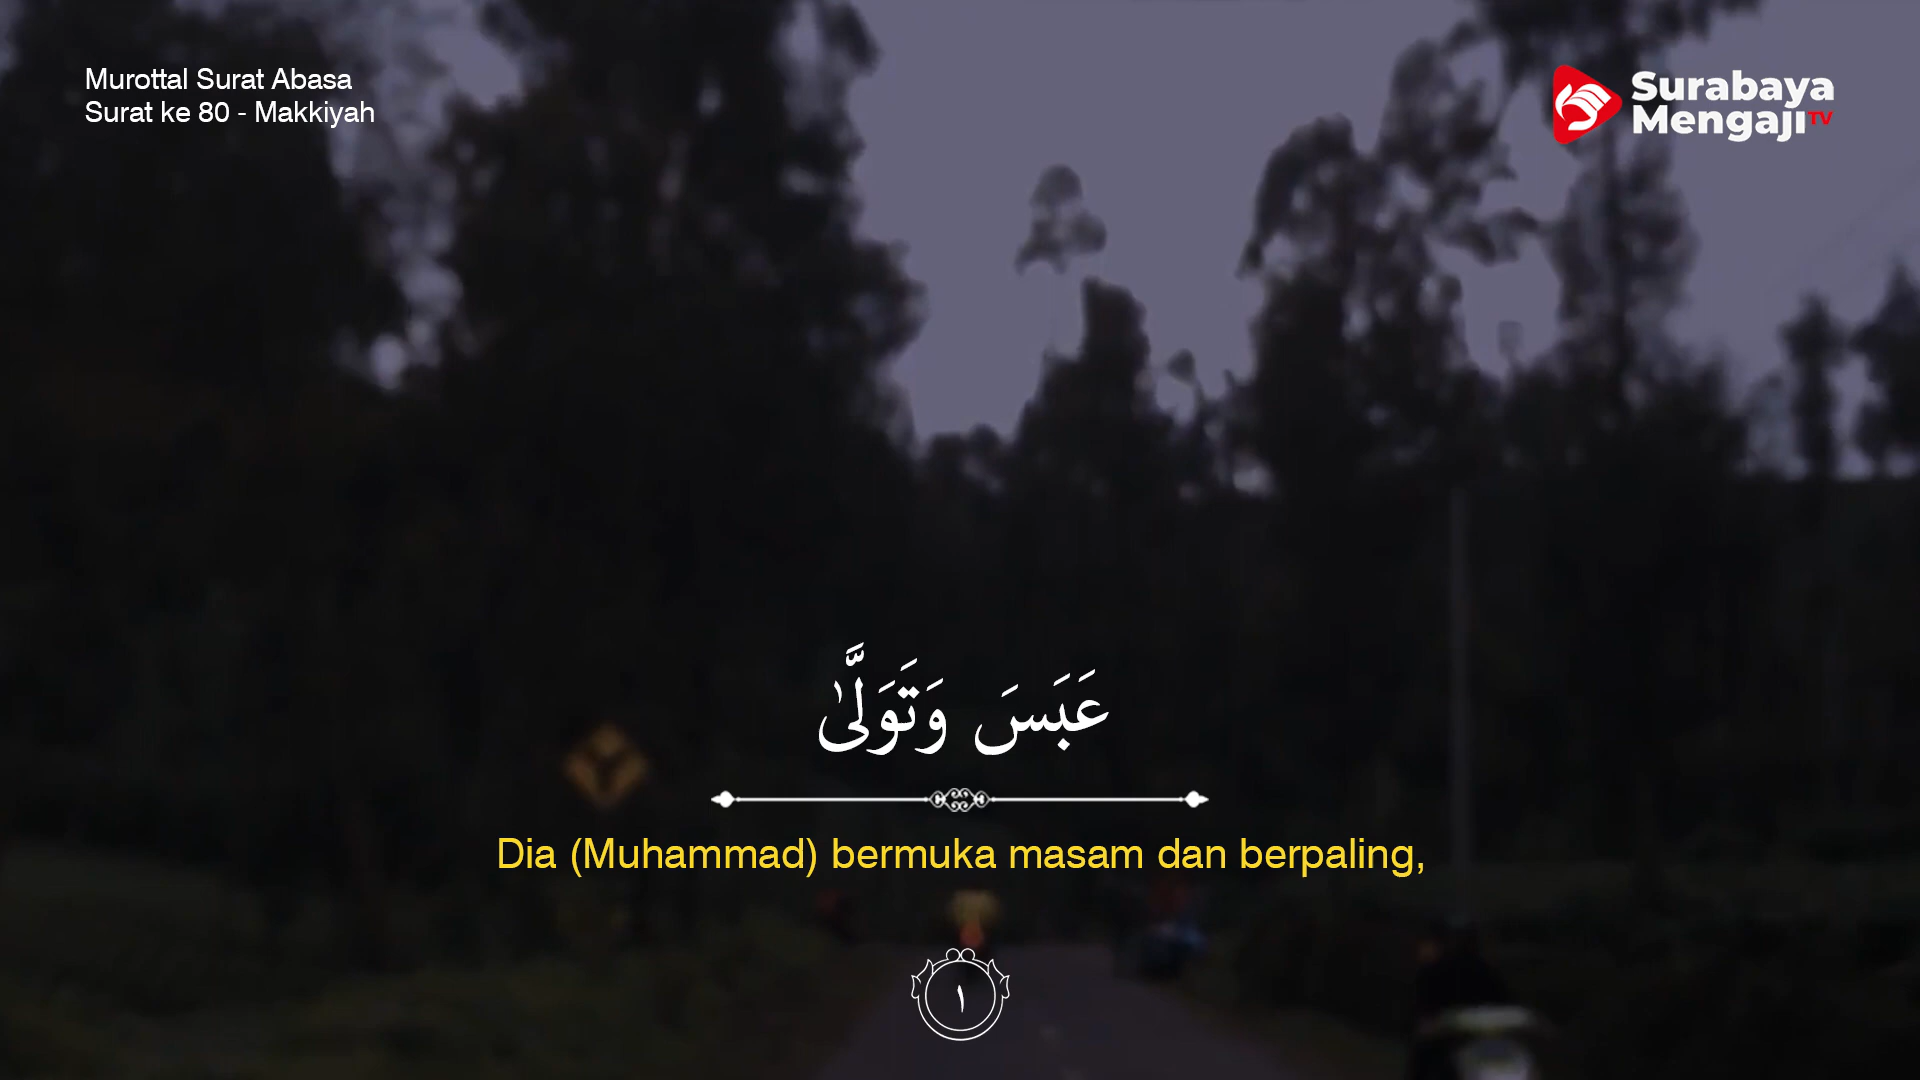 Murottal Surat Abasa
Surat ke 80 - Makkiyah
Surabaya
MengajiTV
عَبَسَ وَتَوَلَّىٰ
Dia (Muhammad) bermuka masam dan berpaling,
١